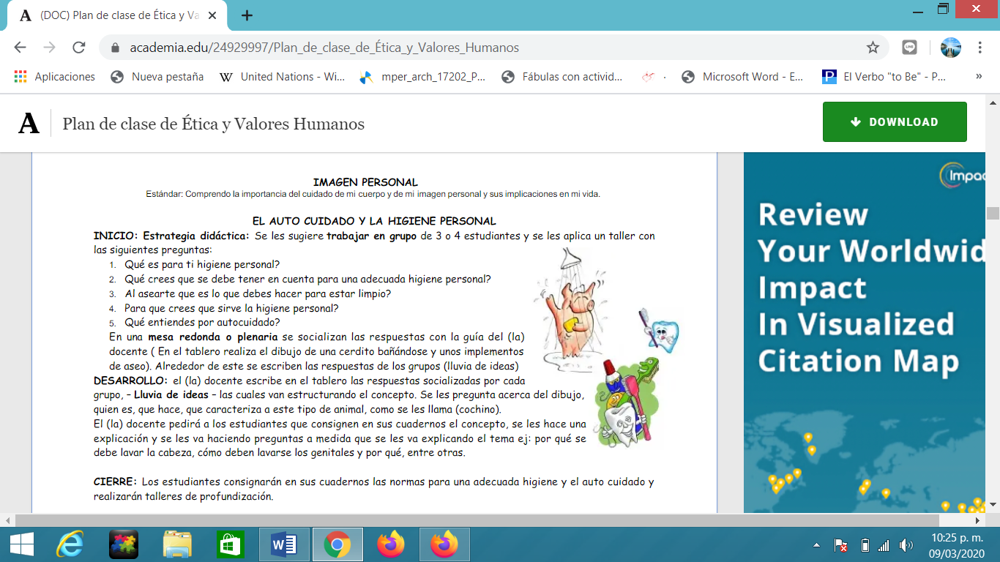 (DOC) Plan de clase de Ética y Va
academia.edu/24929997/Plan_de_clase_de_Ética_y_Valores_Humanos
Aplicaciones
Nueva pestaña
United Nations - Wi...
mper_arch_17202_P...
Fábulas con activid...
.
Microsoft Word - E...
El Verbo "to Be" - P...
»
A
Plan de clase de Ética y Valores Humanos
DOWNLOAD
IMAGEN PERSONAL
Estándar: Comprendo la importancia del cuidado de mi cuerpo y de mi imagen personal y sus implicaciones en mi vida.
EL AUTO CUIDADO Y LA HIGIENE PERSONAL
INICIO: Estrategia didáctica: Se les sugiere trabajar en grupo de 3 o 4 estudiantes y se les aplica un taller con
las siguientes preguntas:
1. Qué es para ti higiene personal?
2. Qué crees que se debe tener en cuenta para una adecuada higiene personal?
3. Al asearte que es lo que debes hacer para estar limpio?
4. Para que crees que sirve la higiene personal?
5. Qué entiendes por autocuidado?
En una mesa redonda o plenaria se socializan las respuestas con la guía del (la)
docente ( En el tablero realiza el dibujo de una cerdito bañándose y unos implementos
de aseo). Alrededor de este se escriben las respuestas de los grupos (lluvia de ideas)
DESARROLLO: el (la) docente escribe en el tablero las respuestas socializadas por cada
grupo, – Lluvia de ideas – las cuales van estructurando el concepto. Se les pregunta acerca del dibujo,
quien es, que hace, que caracteriza a este tipo de animal, como se les llama (cochino).
El (la) docente pedirá a los estudiantes que consignen en sus cuadernos el concepto, se les hace una
explicación y se les va haciendo preguntas a medida que se les va explicando el tema ej: por qué se
debe lavar la cabeza, cómo deben lavarse los genitales y por qué, entre otras.
CIERRE: Los estudiantes consignarán en sus cuadernos las normas para una adecuada higiene y el auto cuidado y
realizarán talleres de profundización.
Impac
Review
Your Worldwid
Impact
In Visualized
Citation Map
10:25 p. m.
09/03/2020